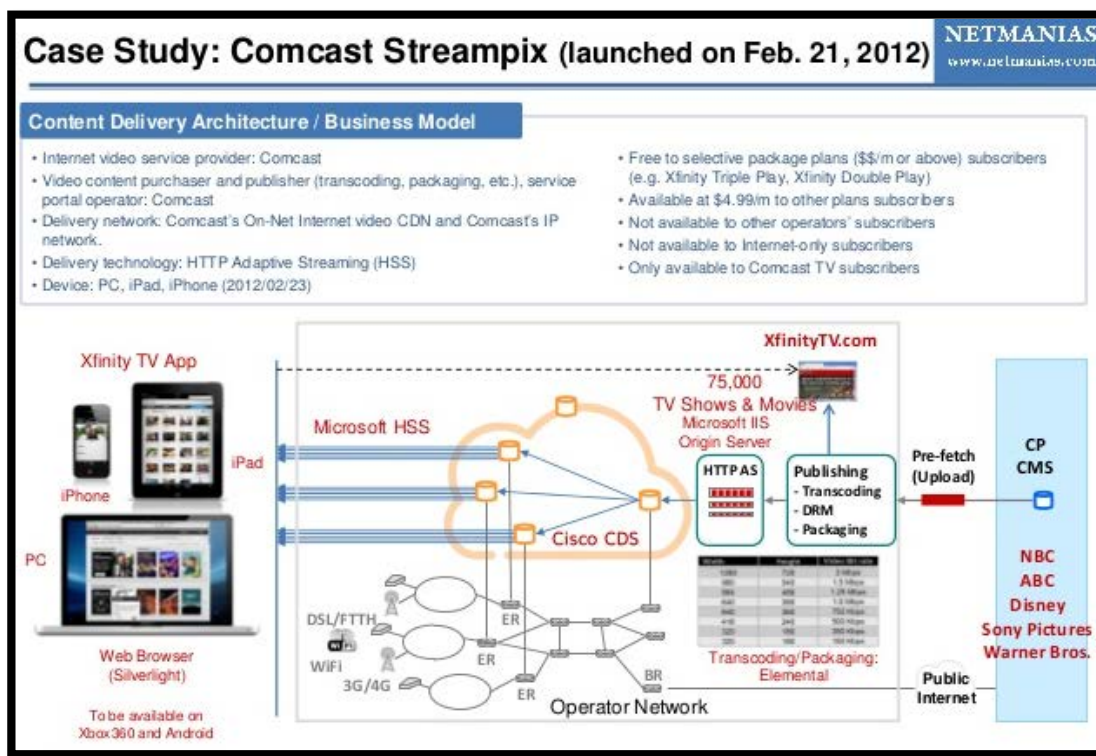 Case Study: Comcast Streampix (launched on Feb. 21, 2012)
NETMANIAS
www.netmanias.com
Content Delivery Architecture / Business Model
• Internet video service provider: Comcast
• Video content purchaser and publisher (transcoding, packaging, etc.), service
portal operator: Comcast
• Delivery network: Comcast's On-Net Internet video CDN and Comcast's IP
network.
• Delivery technology: HTTP Adaptive Streaming (HSS)
• Device: PC, iPad, iPhone (2012/02/23)
• Free to selective package plans ($$/m or above) subscribers
(e.g. Xfinity Triple Play, Xfinity Double Play)
• Available at $4.99/m to other plans subscribers
• Not available to other operators' subscribers
• Not available to Internet-only subscribers
• Only available to Comcast TV subscribers
Xfinity TV App
iPhone
iPad
PC
Web Browser
(Silverlight)
To be available on
Xbox360 and Android
Microsoft HSS
XfinityTV.com
75,000
TV Shows & Movies
Microsoft IIS
Origin Server
HTTP AS
Publishing
- Transcoding
- DRM
- Packaging
Pre-fetch
(Upload)
CP
CMS
NBC
ABC
Disney
Sony Pictures
Warner Bros.
Cisco CDS
DSL/FTTH
WiFi
3G/4G
ER
ER
ER
BR
Transcoding/Packaging:
Elemental
Operator Network
Public
Internet